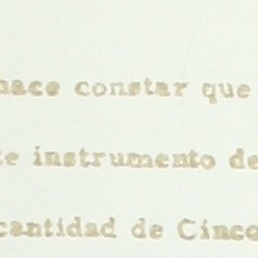 hace constar que
te instrumento de
cantidad de Cinco